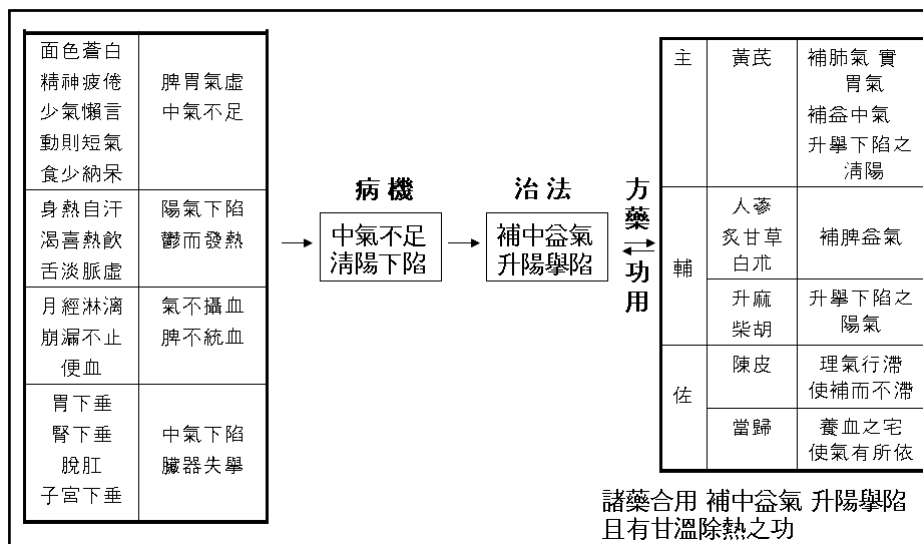 面色蒼白
精神疲倦
少氣懶言
動則短氣
食少納呆
脾胃氣虛
中氣不足
身熱自汗
渴喜熱飲
舌淡脈虛
陽氣下陷
鬱而發熱
月經淋漓
崩漏不止
便血
氣不攝血
脾不統血
胃下垂
腎下垂
脫肛
子宮下垂
中氣下陷
臟器失舉
病機
中氣不足
清陽下陷
治法
補中益氣
升陽舉陷
方藥
功用
主
黃芪
補肺氣 實
胃氣
補益中氣
升舉下陷之
清陽
輔
人蔘
炙甘草
白朮
補脾益氣
升麻
柴胡
升舉下陷之
陽氣
佐
陳皮
理氣行滯
使補而不滯
當歸
養血之宅
使氣有所依
諸藥合用 補中益氣 升陽舉陷
且有甘溫除熱之功